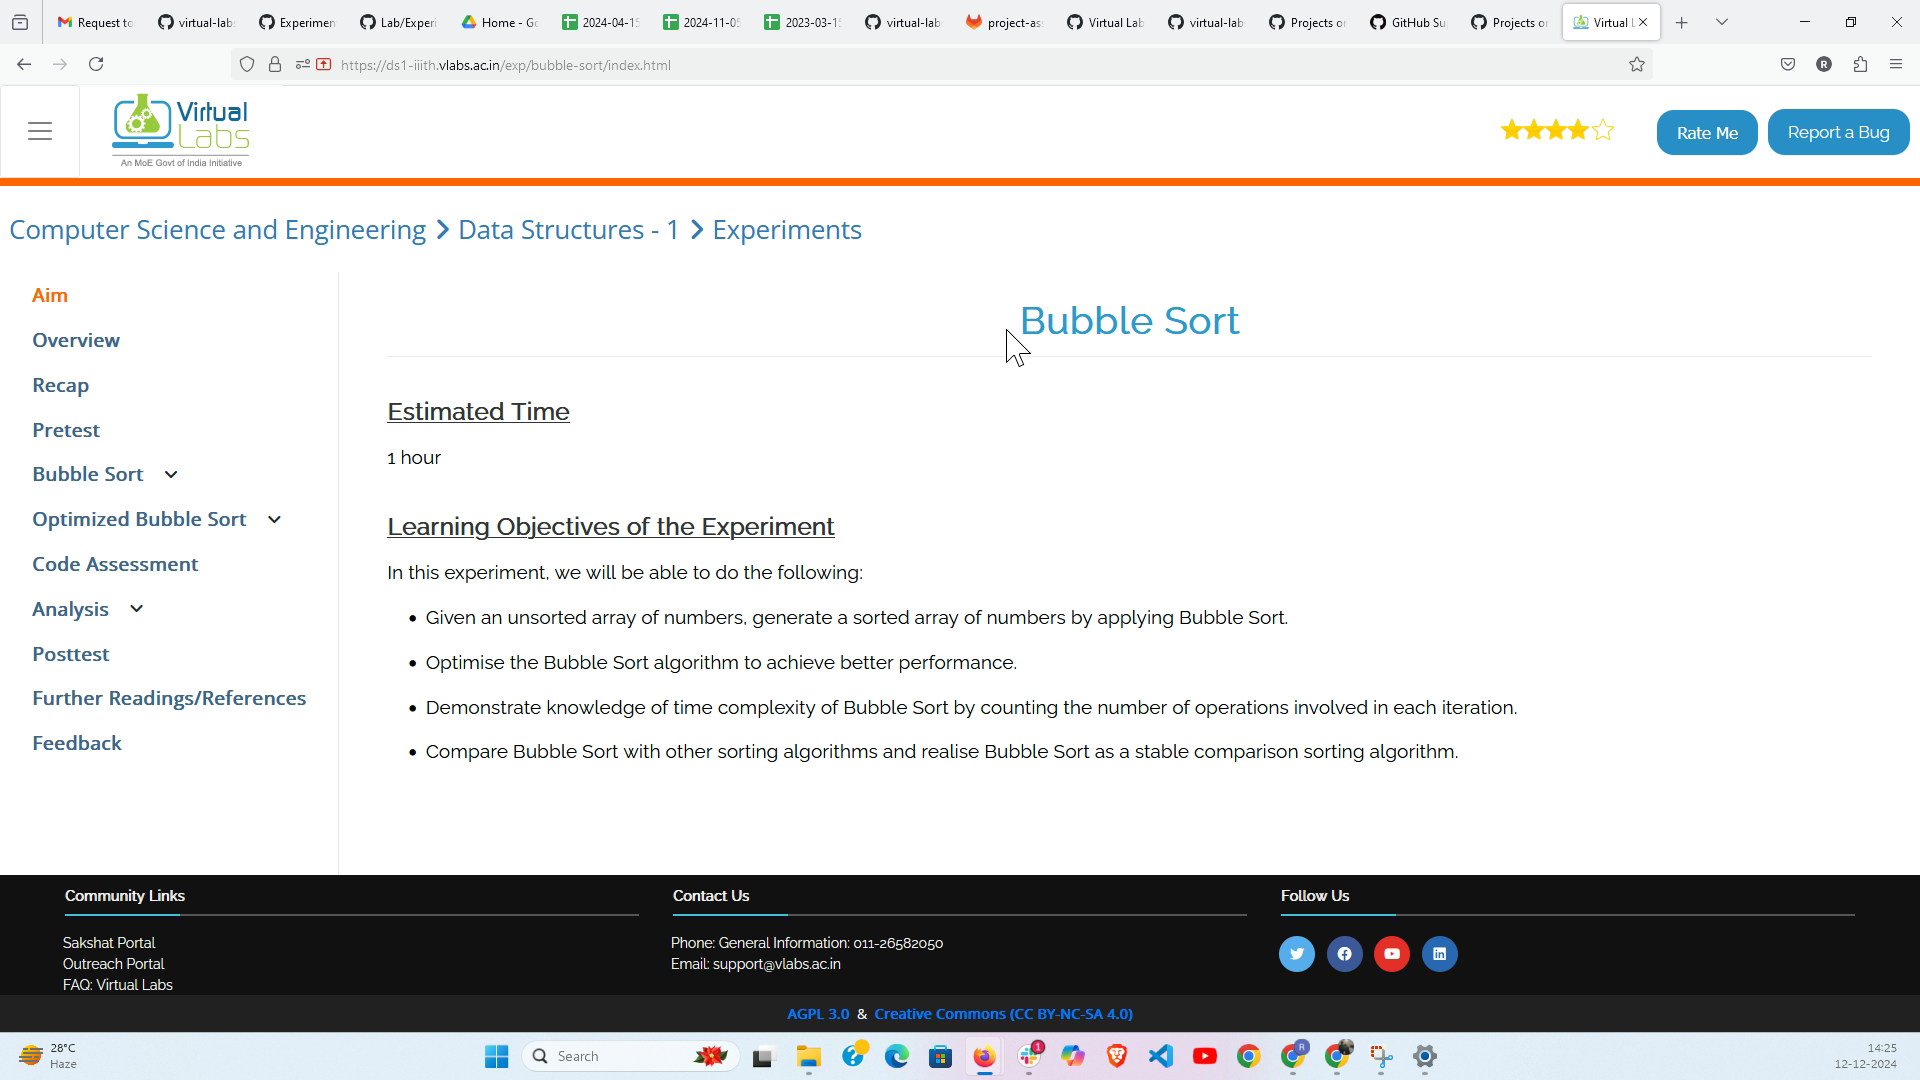 Request to
virtual-lab
Experimen
Lab/Experi
Home - Go
2024-04-15
2024-11-05
2023-03-15
virtual-lab
project-as
Virtual Lab
virtual-lab
Projects or
GitHub Su
Projects or
Virtual L
https://ds1-iiith.vlabs.ac.in/exp/bubble-sort/index.html
R
Virtual
Labs
An MoE Govt of India Initiative
Rate Me
Report a Bug
Computer Science and Engineering
Data Structures - 1
Experiments
Aim
Overview
Recap
Pretest
Bubble Sort
Optimized Bubble Sort
Code Assessment
Analysis
Posttest
Further Readings/References
Feedback
Bubble Sort
Estimated Time
1 hour
Learning Objectives of the Experiment
In this experiment, we will be able to do the following:
• Given an unsorted array of numbers, generate a sorted array of numbers by applying Bubble Sort.
• Optimise the Bubble Sort algorithm to achieve better performance.
• Demonstrate knowledge of time complexity of Bubble Sort by counting the number of operations involved in each iteration.
• Compare Bubble Sort with other sorting algorithms and realise Bubble Sort as a stable comparison sorting algorithm.
Community Links
Sakshat Portal
Outreach Portal
FAQ: Virtual Labs
Contact Us
Phone: General Information: 011-26582050
Email: support@vlabs.ac.in
Follow Us
AGPL 3.0 & Creative Commons (CC BY-NC-SA 4.0)
28°C
Haze
Search
1
R
14:25
12-12-2024